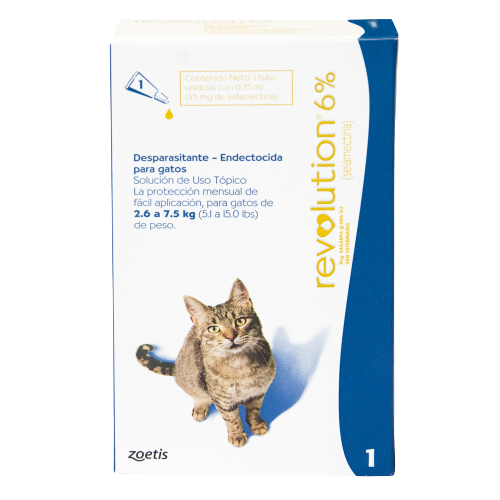 1
Contenido Neto: 1 tubo
unidosis con 0.75 ml
(45 mg de selamectina)
Desparasitante - Endectocida
para gatos
Solución de Uso Tópico
La protección mensual de
fácil aplicación, para gatos de
2.6 a 7.5 kg (5.1 a 15.0 lbs)
de peso.
revolution® 6%
(selamectina)
USO VETERINARIO
zoetis
1